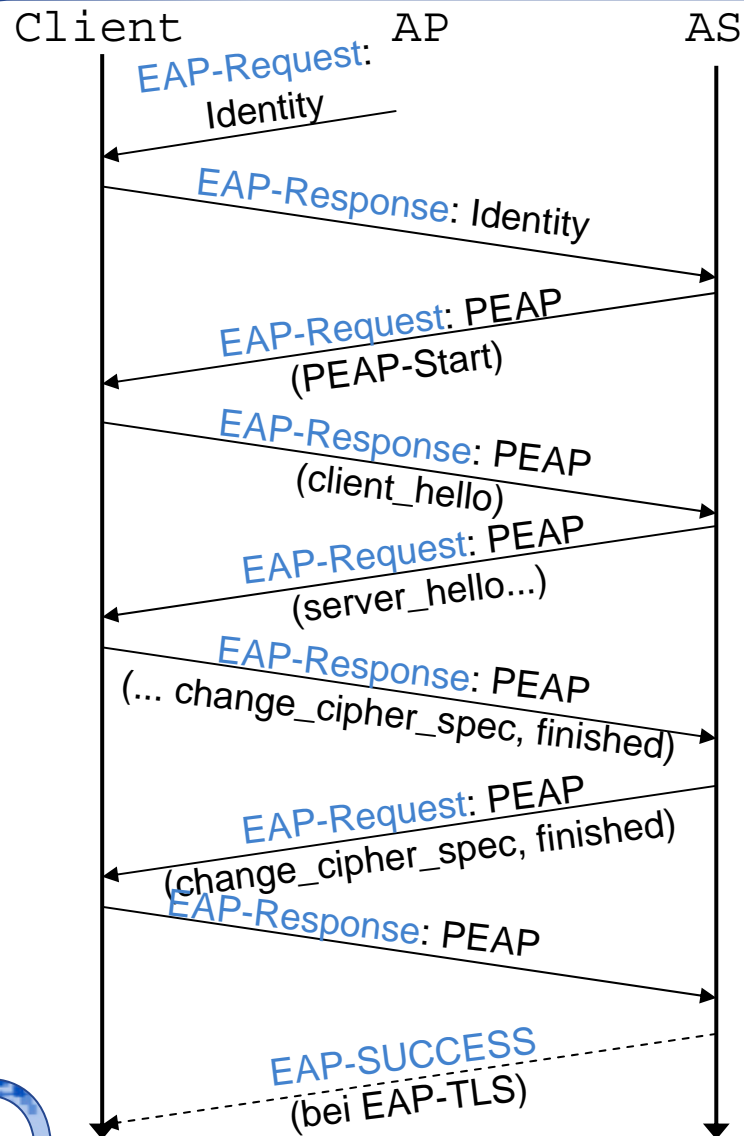 Client AP AS
EAP-Request:
Identity
EAP-Response: Identity
EAP-Request: PEAP
(PEAP-Start)
EAP-Response: PEAP
(client_hello)
EAP-Request: PEAP
(server_hello...)
EAP-Response: PEAP
(... change_cipher_spec, finished)
EAP-Request: PEAP
(change_cipher_spec, finished)
EAP-Response: PEAP
EAP-SUCCESS
(bei EAP-TLS)